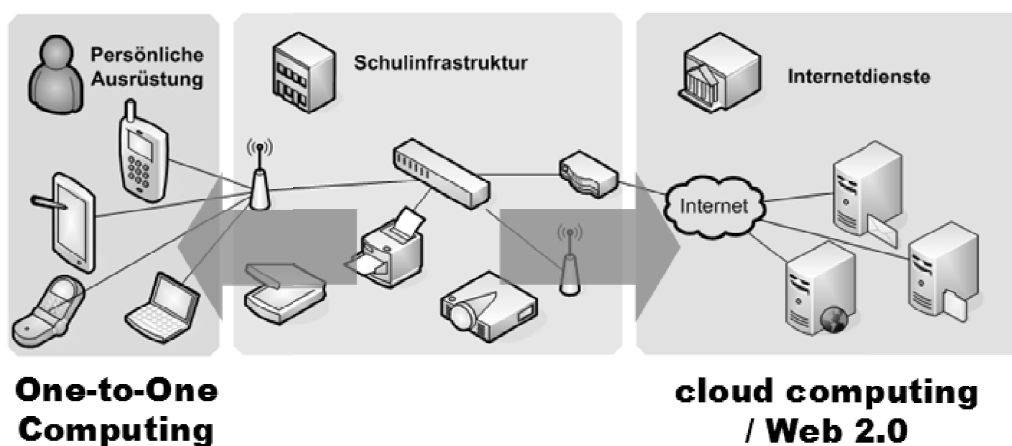 Persönliche
Ausrüstung
Schulinfrastruktur
Internetdienste
Internet
One-to-One
Computing
cloud computing
/ Web 2.0